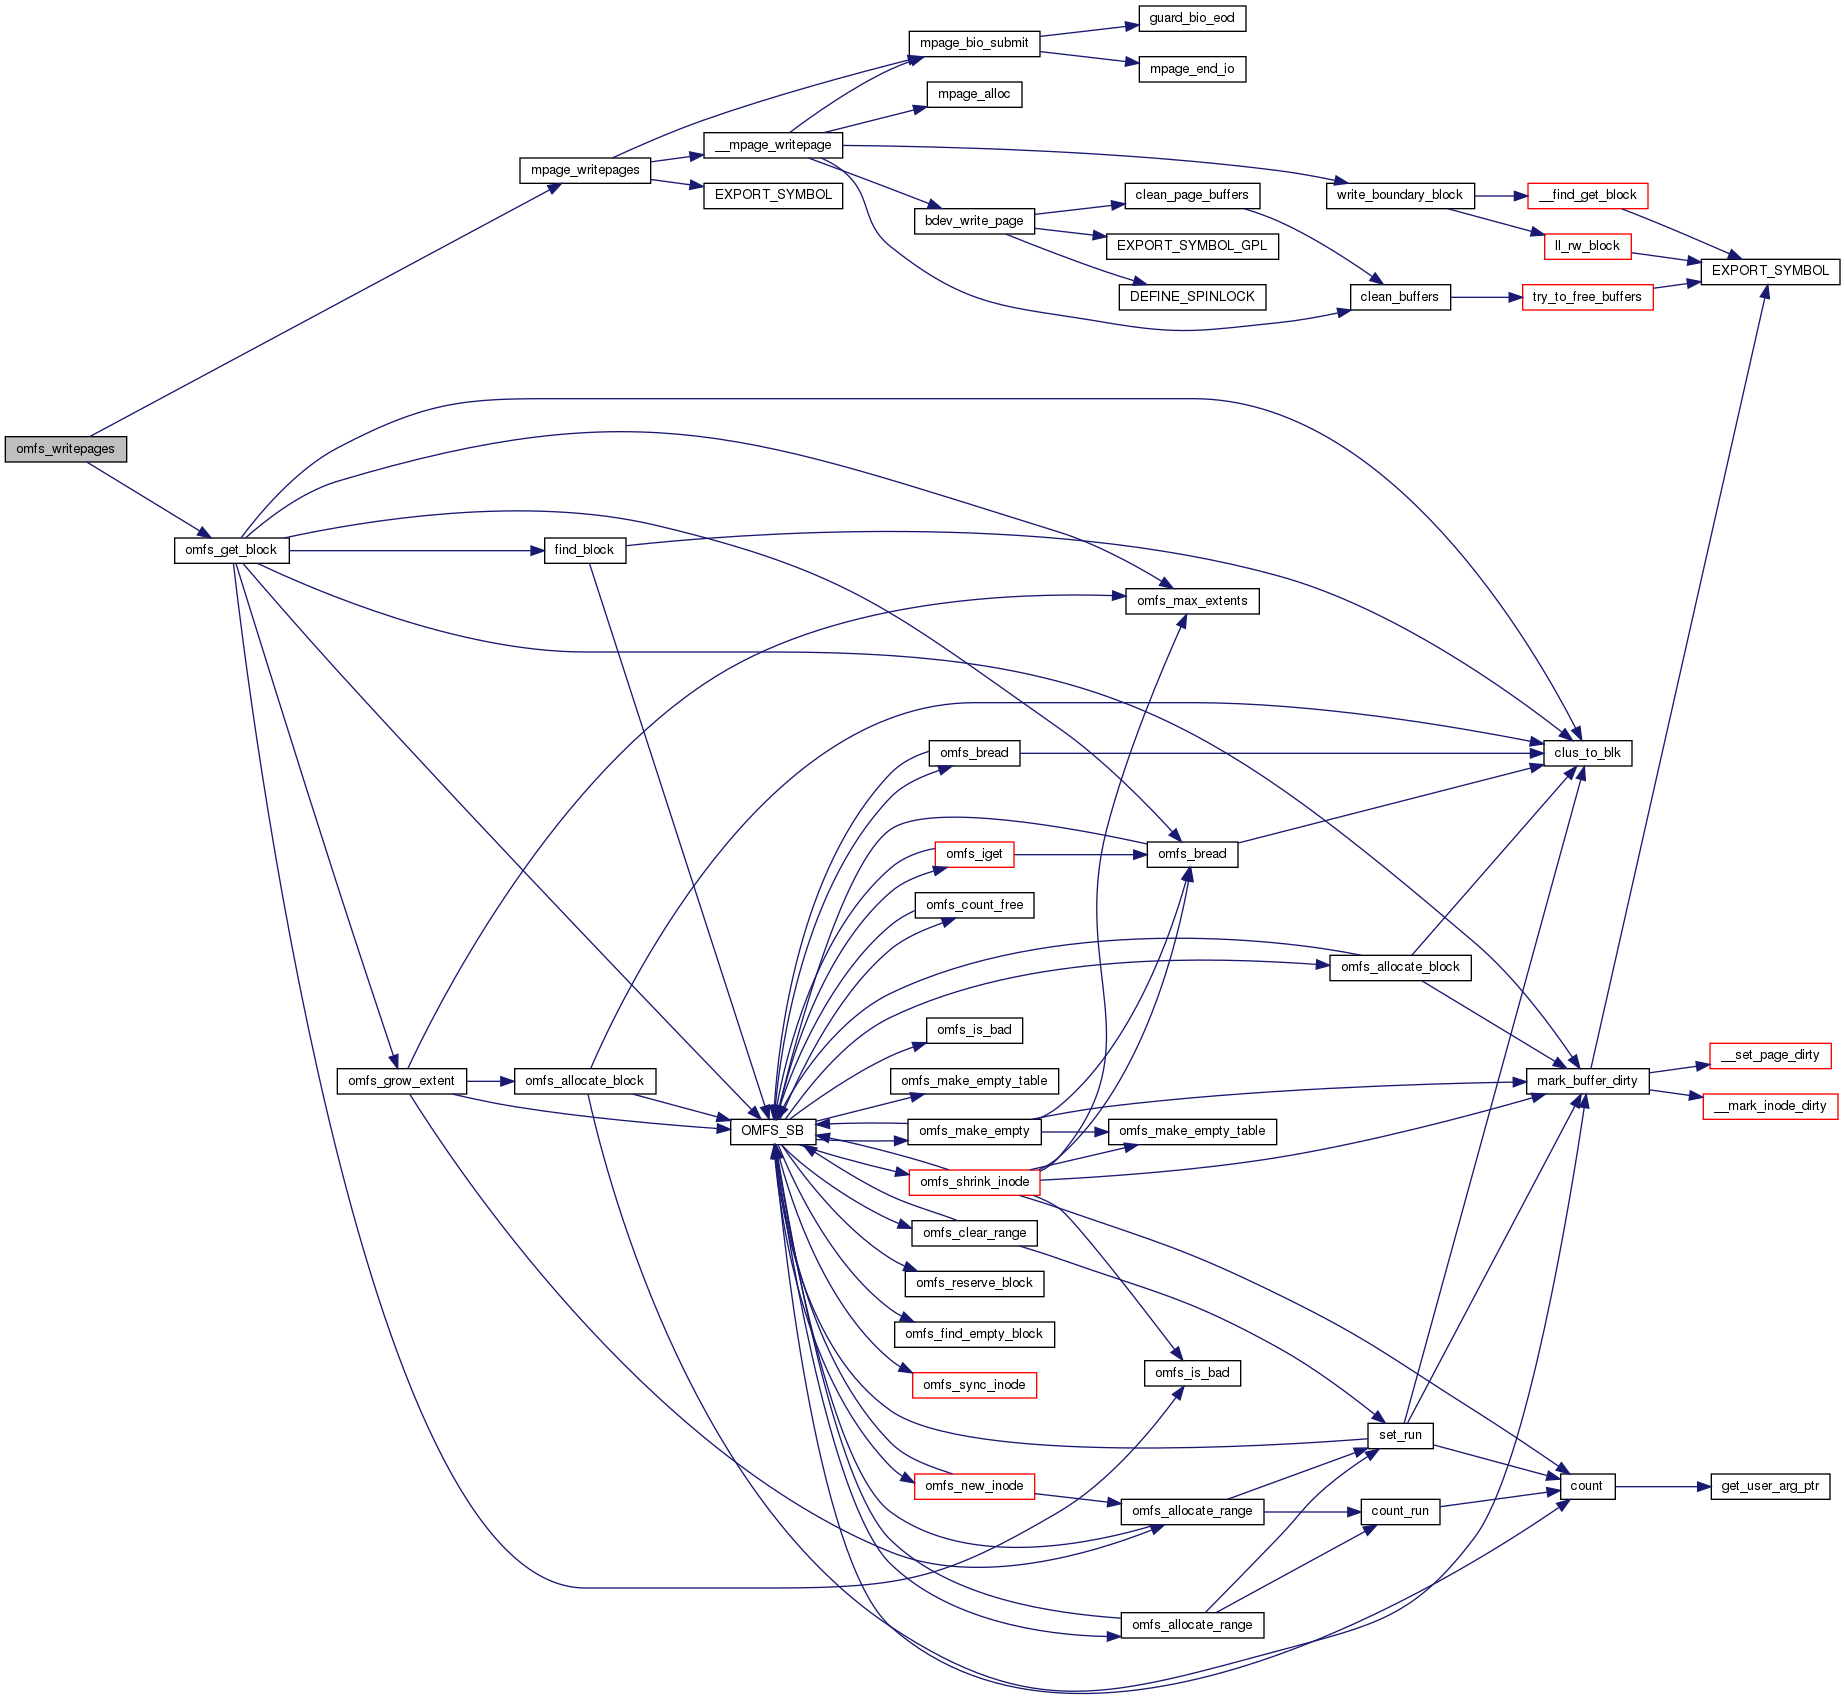 guard_bio_eod
mpage_bio_submit
mpage_end_io
mpage_alloc
__mpage_writepage
mpage_writepages
EXPORT_SYMBOL
clean_page_buffers
write_boundary_block
__find_get_block
bdev_write_page
EXPORT_SYMBOL_GPL
ll_rw_block
EXPORT_SYMBOL
DEFINE_SPINLOCK
clean_buffers
try_to_free_buffers
omfs_writepages
omfs_get_block
find_block
omfs_max_extents
omfs_bread
clus_to_blk
omfs_iget
omfs_bread
omfs_count_free
omfs_allocate_block
omfs_is_bad
__set_page_dirty
omfs_grow_extent
omfs_allocate_block
omfs_make_empty_table
mark_buffer_dirty
__mark_inode_dirty
OMFS_SB
omfs_make_empty
omfs_make_empty_table
omfs_shrink_inode
omfs_clear_range
omfs_reserve_block
omfs_find_empty_block
omfs_is_bad
omfs_sync_inode
set_run
omfs_new_inode
count
get_user_arg_ptr
omfs_allocate_range
count_run
omfs_allocate_range